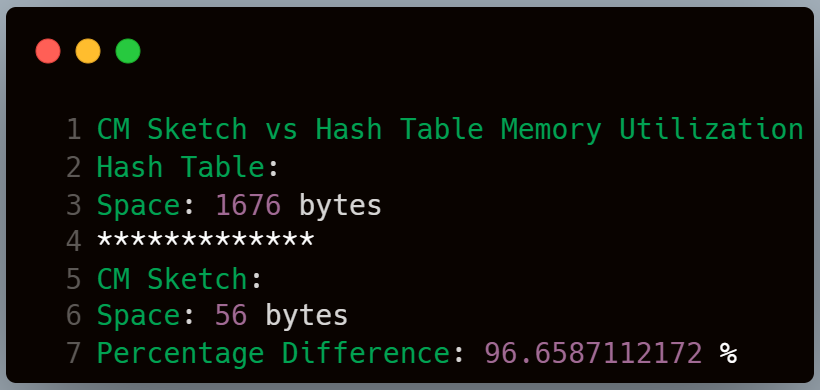 1 CM Sketch vs Hash Table Memory Utilization
2 Hash Table:
3 Space: 1676 bytes
4 *************
5 CM Sketch:
6 Space: 56 bytes
7 Percentage Difference: 96.6587112172 %